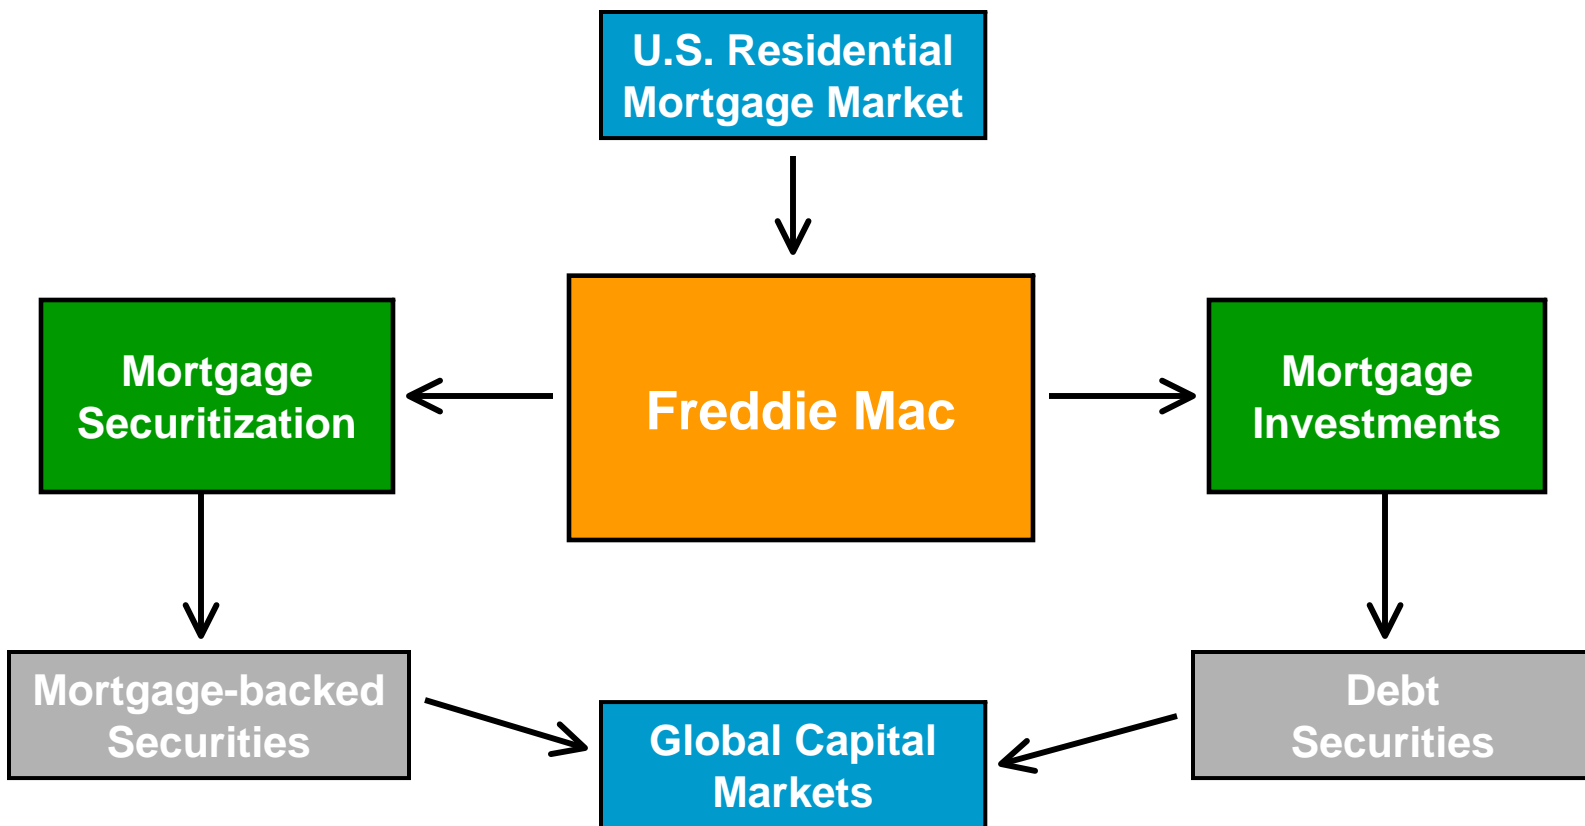 U.S. Residential
Mortgage Market
Mortgage
Securitization
Freddie Mac
Mortgage
Investments
Mortgage-backed
Securities
Global Capital
Markets
Debt
Securities